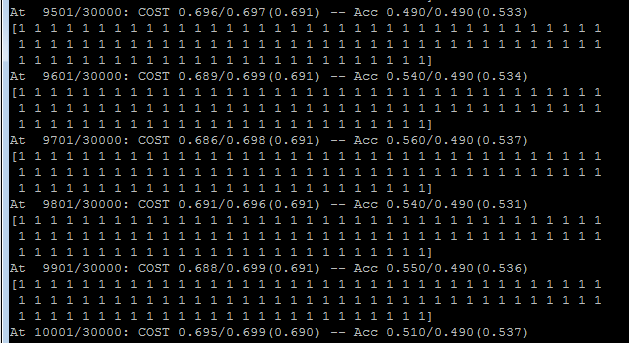 At  9501/30000: COST 0.696/0.697(0.691) -- Acc 0.490/0.490(0.533)
[1 1 1 1 1 1 1 1 1 1 1 1 1 1 1 1 1 1 1 1 1 1 1 1 1 1 1 1 1 1 1 1 1 1 1 1 1
 1 1 1 1 1 1 1 1 1 1 1 1 1 1 1 1 1 1 1 1 1 1 1 1 1 1 1 1 1 1 1 1 1 1 1 1 1
 1 1 1 1 1 1 1 1 1 1 1 1 1 1 1 1 1 1 1 1 1 1 1 1 1 1]
At  9601/30000: COST 0.689/0.699(0.691) -- Acc 0.540/0.490(0.534)
[1 1 1 1 1 1 1 1 1 1 1 1 1 1 1 1 1 1 1 1 1 1 1 1 1 1 1 1 1 1 1 1 1 1 1 1 1
 1 1 1 1 1 1 1 1 1 1 1 1 1 1 1 1 1 1 1 1 1 1 1 1 1 1 1 1 1 1 1 1 1 1 1 1 1
 1 1 1 1 1 1 1 1 1 1 1 1 1 1 1 1 1 1 1 1 1 1 1 1 1 1]
At  9701/30000: COST 0.686/0.698(0.691) -- Acc 0.560/0.490(0.537)
[1 1 1 1 1 1 1 1 1 1 1 1 1 1 1 1 1 1 1 1 1 1 1 1 1 1 1 1 1 1 1 1 1 1 1 1 1
 1 1 1 1 1 1 1 1 1 1 1 1 1 1 1 1 1 1 1 1 1 1 1 1 1 1 1 1 1 1 1 1 1 1 1 1 1
 1 1 1 1 1 1 1 1 1 1 1 1 1 1 1 1 1 1 1 1 1 1 1 1 1 1]
At  9801/30000: COST 0.691/0.696(0.691) -- Acc 0.540/0.490(0.531)
[1 1 1 1 1 1 1 1 1 1 1 1 1 1 1 1 1 1 1 1 1 1 1 1 1 1 1 1 1 1 1 1 1 1 1 1 1
 1 1 1 1 1 1 1 1 1 1 1 1 1 1 1 1 1 1 1 1 1 1 1 1 1 1 1 1 1 1 1 1 1 1 1 1 1
 1 1 1 1 1 1 1 1 1 1 1 1 1 1 1 1 1 1 1 1 1 1 1 1 1 1]
At  9901/30000: COST 0.688/0.699(0.691) -- Acc 0.550/0.490(0.536)
[1 1 1 1 1 1 1 1 1 1 1 1 1 1 1 1 1 1 1 1 1 1 1 1 1 1 1 1 1 1 1 1 1 1 1 1 1
 1 1 1 1 1 1 1 1 1 1 1 1 1 1 1 1 1 1 1 1 1 1 1 1 1 1 1 1 1 1 1 1 1 1 1 1 1
 1 1 1 1 1 1 1 1 1 1 1 1 1 1 1 1 1 1 1 1 1 1 1 1 1 1]
At 10001/30000: COST 0.695/0.699(0.690) -- Acc 0.510/0.490(0.537)